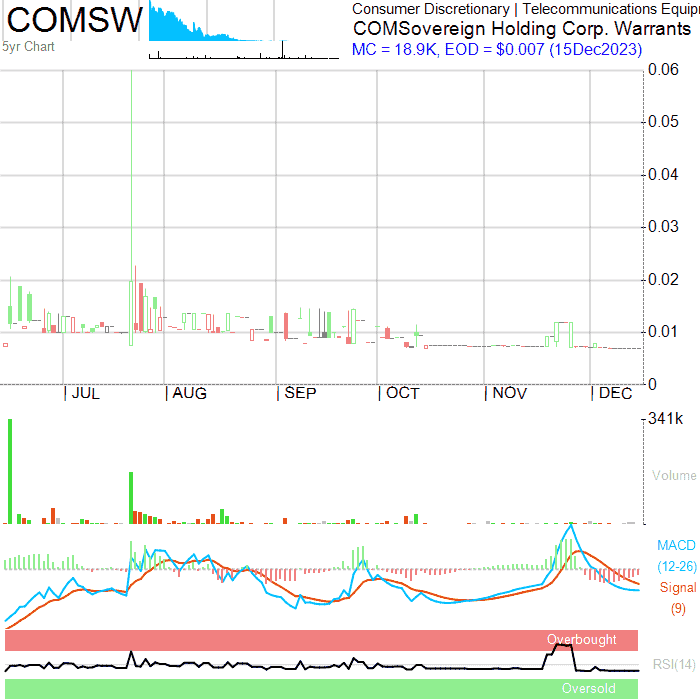 COMSW
5yr Chart
Consumer Discretionary | Telecommunications Equip
COMSovereign Holding Corp. Warrants
MC = 18.9K, EOD = $0.007 (15Dec2023)
0.06
0.05
0.04
0.03
0.02
0.01
0
| JUL | AUG | SEP | OCT | NOV | DEC
341k
Volume
MACD
(12-26)
Signal
(9)
Overbought
RSI(14)
Oversold